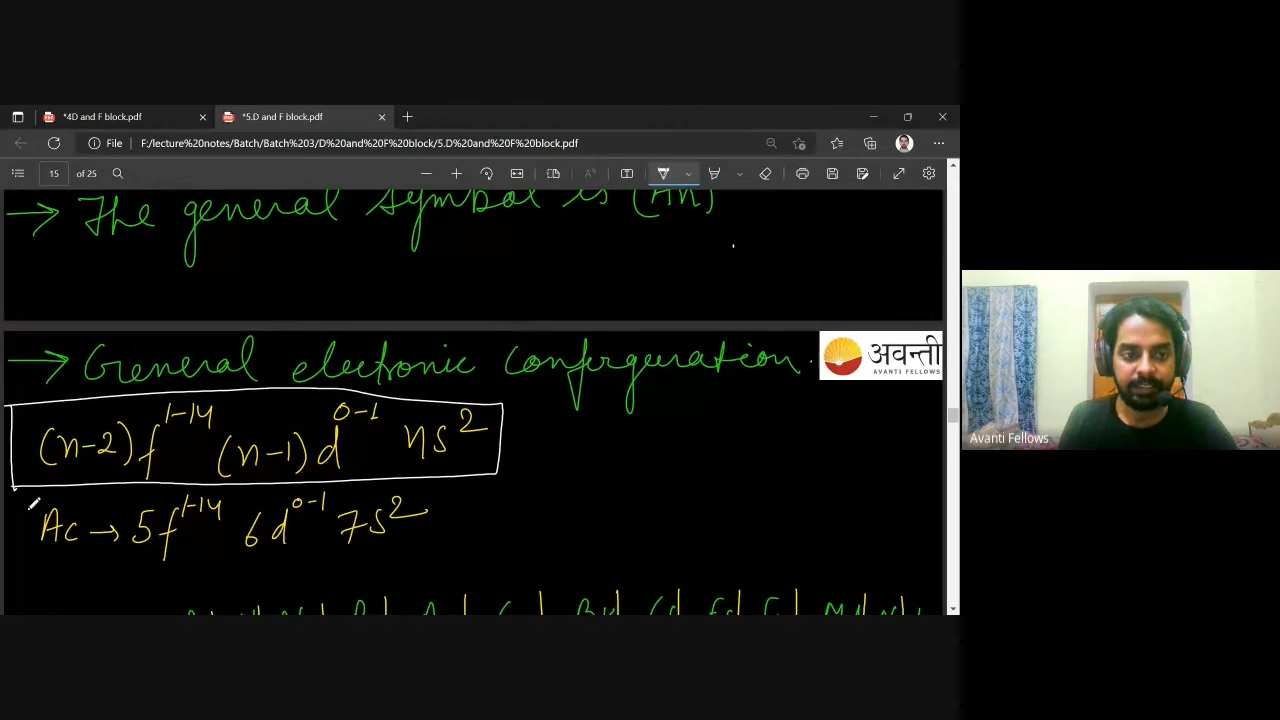 *4D and F block.pdf
*5.D and F block.pdf
File F:/lecture%20notes/Batch/Batch%203/D%20and%20F%20block/5.D%20and%20F%20block.pdf
15 of 25
→ The general symbol is (An)
→ General electronic configuration
अवन्ती
AVANTI FELLOWS
(n-2)f¹⁻¹⁴ (n-1)d⁰⁻¹ ns²
Ac → 5f¹⁻¹⁴ 6d⁰⁻¹ 7s²
Avanti Fellows